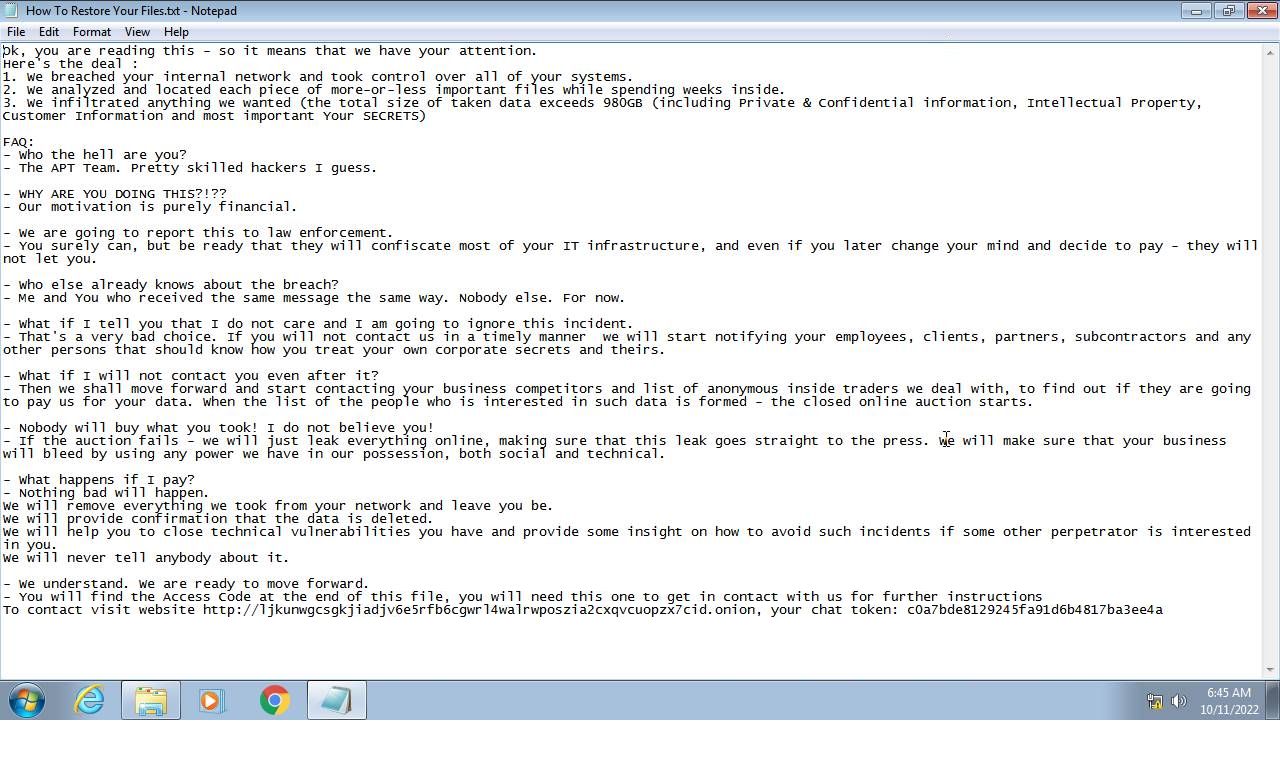 How To Restore Your Files.txt - Notepad
File Edit Format View Help
Ok, you are reading this - so it means that we have your attention.
Here's the deal :
1. We breached your internal network and took control over all of your systems.
2. We analyzed and located each piece of more-or-less important files while spending weeks inside.
3. We infiltrated anything we wanted (the total size of taken data exceeds 980GB (including Private & Confidential information, Intellectual Property,
Customer Information and most important Your SECRETS)
FAQ:
- Who the hell are you?
- The APT Team. Pretty skilled hackers I guess.
- WHY ARE YOU DOING THIS?!??
- Our motivation is purely financial.
- We are going to report this to law enforcement.
- You surely can, but be ready that they will confiscate most of your IT infrastructure, and even if you later change your mind and decide to pay - they will
not let you.
- Who else already knows about the breach?
- Me and You who received the same message the same way. Nobody else. For now.
- What if I tell you that I do not care and I am going to ignore this incident.
- That's a very bad choice. If you will not contact us in a timely manner  we will start notifying your employees, clients, partners, subcontractors and any
other persons that should know how you treat your own corporate secrets and theirs.
- What if I will not contact you even after it?
- Then we shall move forward and start contacting your business competitors and list of anonymous inside traders we deal with, to find out if they are going
to pay us for your data. When the list of the people who is interested in such data is formed - the closed online auction starts.
- Nobody will buy what you took! I do not believe you!
- If the auction fails - we will just leak everything online, making sure that this leak goes straight to the press. We will make sure that your business
will bleed by using any power we have in our possession, both social and technical.
- What happens if I pay?
- Nothing bad will happen.
We will remove everything we took from your network and leave you be.
We will provide confirmation that the data is deleted.
We will help you to close technical vulnerabilities you have and provide some insight on how to avoid such incidents if some other perpetrator is interested
in you.
We will never tell anybody about it.
- We understand. We are ready to move forward.
- You will find the Access Code at the end of this file, you will need this one to get in contact with us for further instructions
To contact visit website http://ljkunwgcsgkjiadjv6e5rfb6cgwrl4walrwposzia2cxqvcuopzx7cid.onion, your chat token: c0a7bde8129245fa91d6b4817ba3ee4a
6:45 AM
10/11/2022